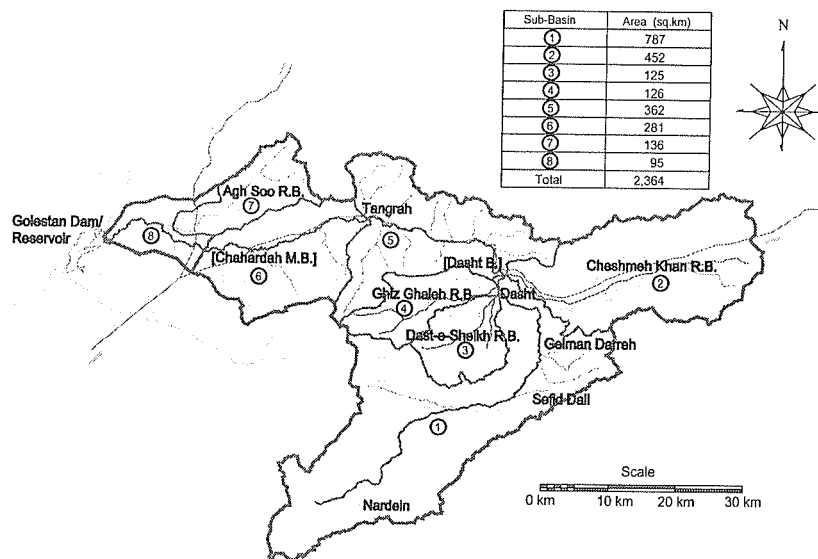 Sub-Basin Area (sq.km)
1 787
2 452
3 125
4 126
5 362
6 281
7 136
8 95
Total 2,364
N
Agh Soo R.B.
7
Tangrah
Golestan Dam/
Reservoir
8
5
[Chahardah M.B.]
6
[Dasht B.]
Cheshmeh Khan R.B.
2
Ghiz Ghaleh R.B.
Dasht
4
Dast-e-Sheikh R.B.
3
Gelman Darreh
Sefid Dali
1
Nardein
Scale
0 km 10 km 20 km 30 km